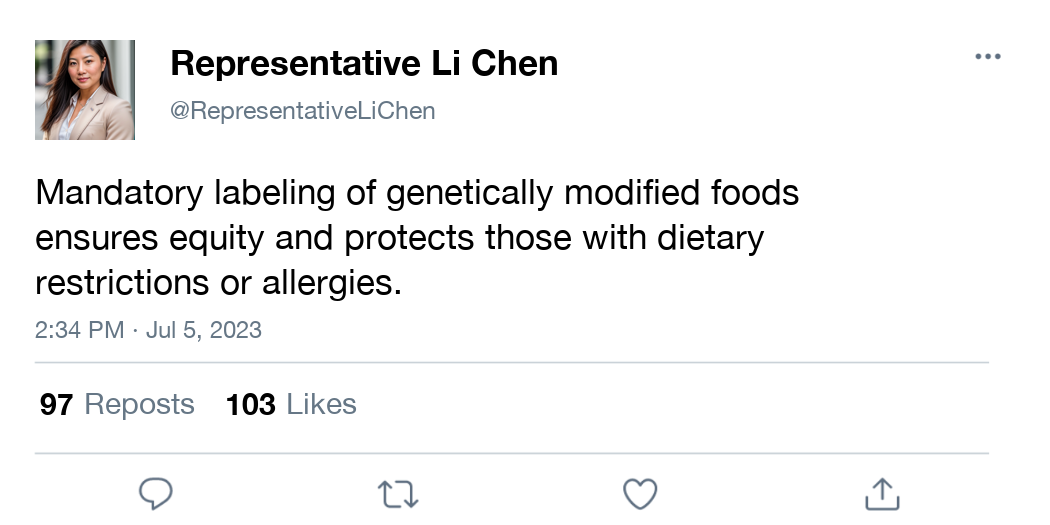 Representative Li Chen
@RepresentativeLiChen
Mandatory labeling of genetically modified foods
ensures equity and protects those with dietary
restrictions or allergies.
2:34 PM · Jul 5, 2023
97 Reposts 103 Likes